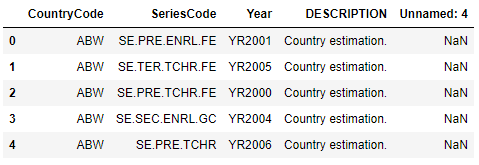 CountryCode SeriesCode Year DESCRIPTION Unnamed: 4
0 ABW SE.PRE.ENRL.FE YR2001 Country estimation. NaN
1 ABW SE.TER.TCHR.FE YR2005 Country estimation. NaN
2 ABW SE.PRE.TCHR.FE YR2000 Country estimation. NaN
3 ABW SE.SEC.ENRL.GC YR2004 Country estimation. NaN
4 ABW SE.PRE.TCHR YR2006 Country estimation. NaN